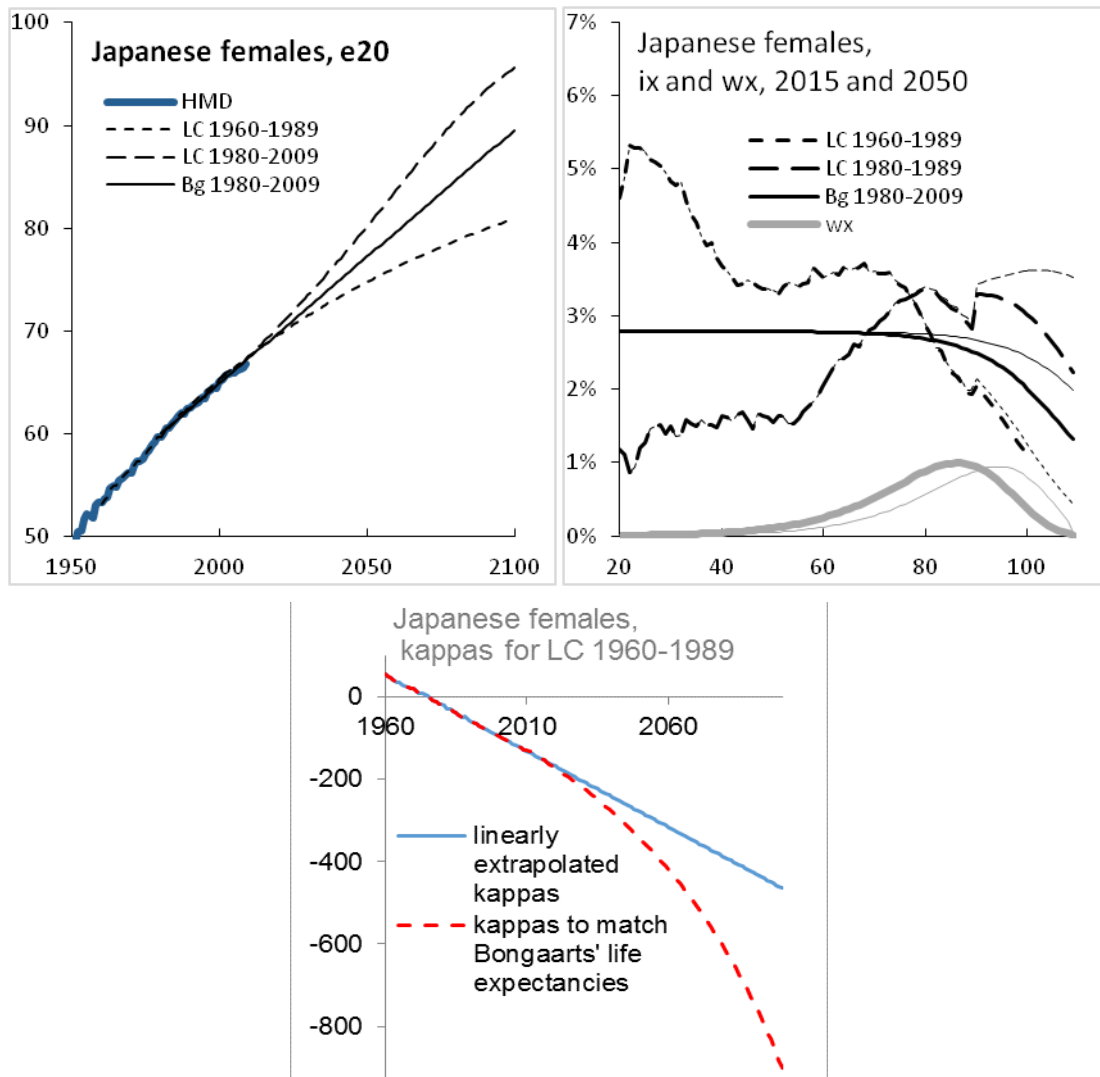 Japanese females, e20
HMD
LC 1960-1989
LC 1980-2009
Bg 1980-2009
100
90
80
70
60
50
1950
2000
2050
2100
Japanese females,
ix and wx, 2015 and 2050
LC 1960-1989
LC 1980-1989
Bg 1980-2009
wx
7%
6%
5%
4%
3%
2%
1%
0%
20
40
60
80
100
Japanese females,
kappas for LC 1960-1989
0
1960
2010
2060
-200
-400
-600
-800
linearly
extrapolated
kappas
kappas to match
Bongaarts' life
expectancies